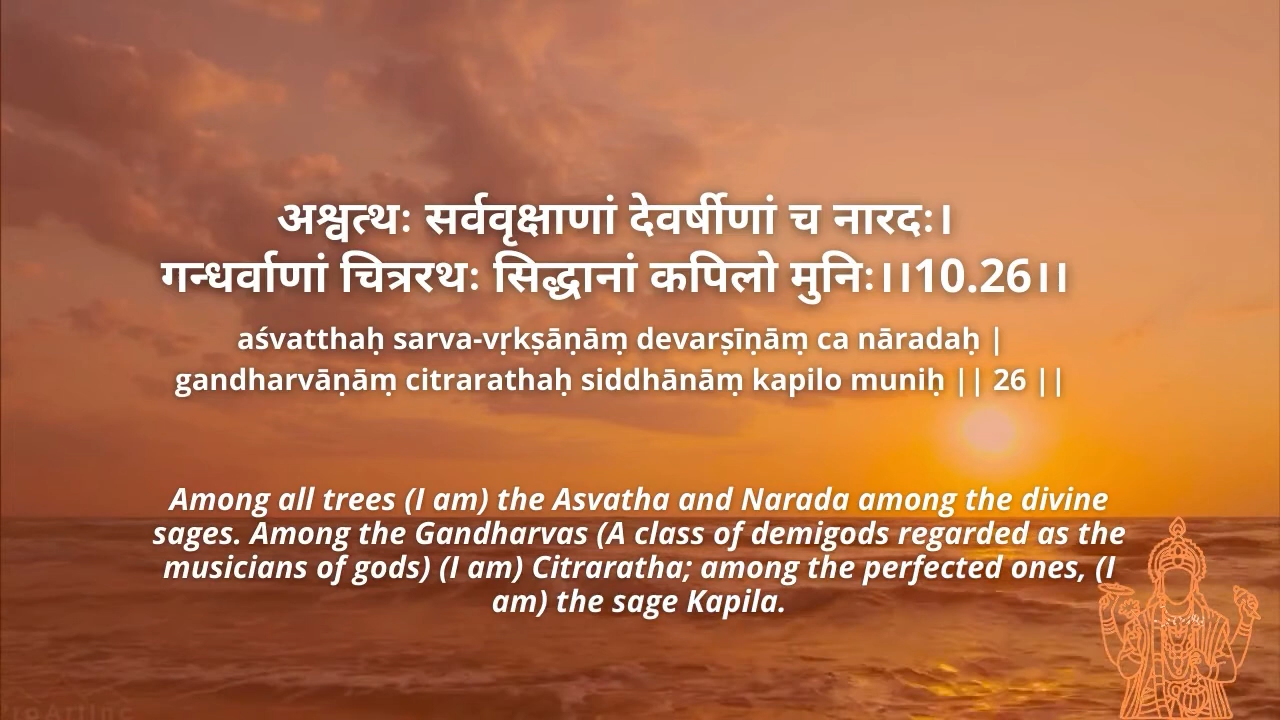 अश्वत्थः सर्ववृक्षाणां देवर्षीणां च नारदः।
गन्धर्वाणां चित्ररथः सिद्धानां कपिलो मुनिः।।10.26।।
aśvatthaḥ sarva-vṛkṣāṇāṃ devarṣīṇāṃ ca nāradaḥ |
gandharvāṇāṃ citrarathaḥ siddhānāṃ kapilo muniḥ || 26 ||
Among all trees (I am) the Asvatha and Narada among the divine
sages. Among the Gandharvas (A class of demigods regarded as the
musicians of gods) (I am) Citraratha; among the perfected ones, (I
am) the sage Kapila.